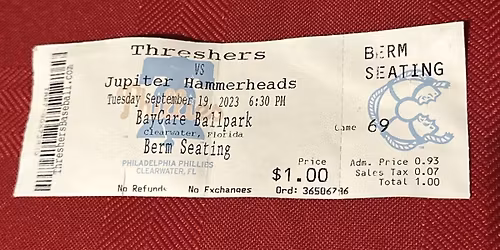 thresherbaseball.com
Threshers
VS
Jupiter Hammerheads
Tuesday September 19, 2023 6:30 PM
BayCare Ballpark
Clearwater, Florida
Berm Seating
PHILADELPHIA PHILLIES
CLEARWATER, FL
Price
$1.00
No Refunds No Exchanges Ord: 36506796
BERM
SEATING
Game 69
Adm. Price 0.93
Sales Tax 0.07
Total 1.00